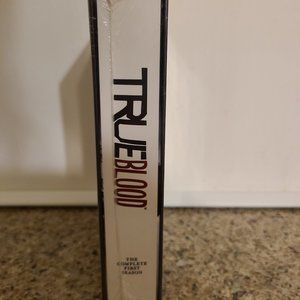 TRUE BLOOD
THE
COMPLETE
FIRST
SEASON